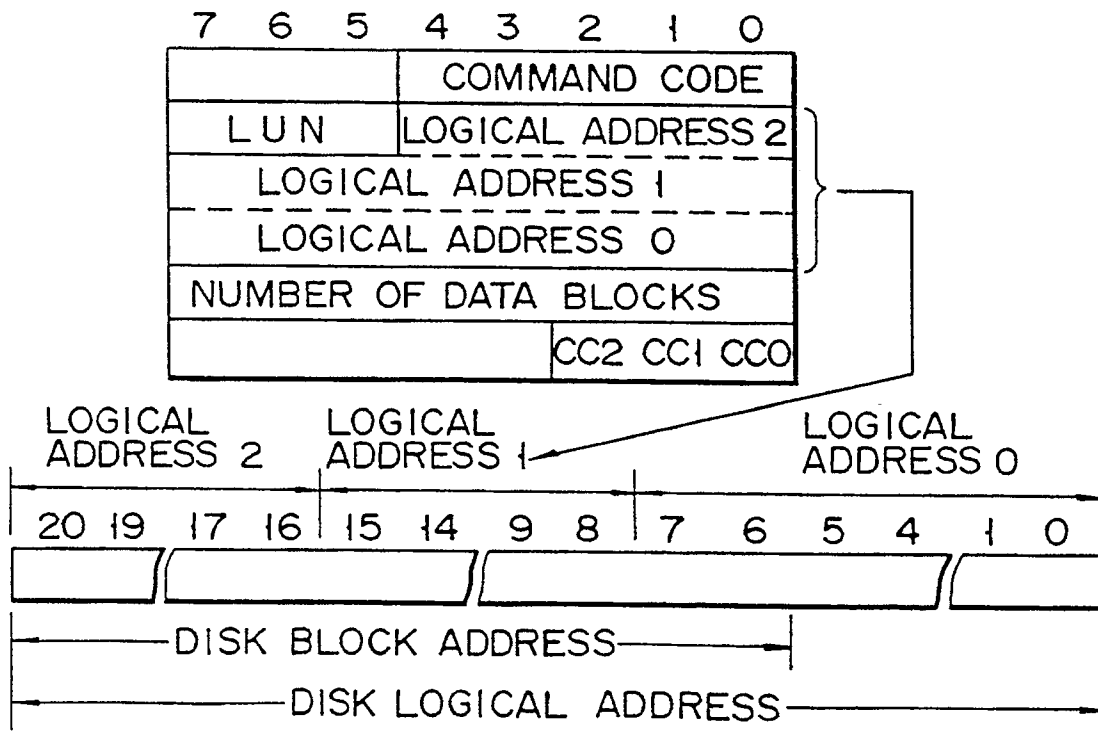 7 6 5 4 3 2 1 0
COMMAND CODE
LUN LOGICAL ADDRESS 2
LOGICAL ADDRESS 1
LOGICAL ADDRESS 0
NUMBER OF DATA BLOCKS
CC2 CC1 CC0
LOGICAL ADDRESS 2
LOGICAL ADDRESS 1
LOGICAL ADDRESS 0
20 19 17 16 15 14 9 8 7 6 5 4 1 0
DISK BLOCK ADDRESS
DISK LOGICAL ADDRESS